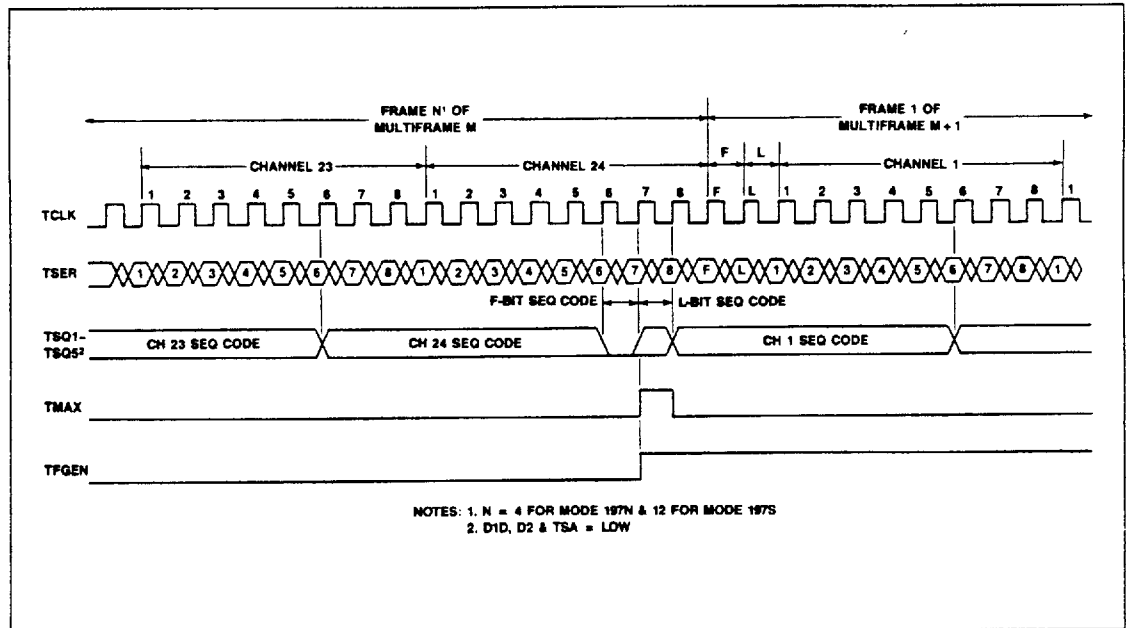 FRAME N¹ OF
MULTIFRAME M
FRAME 1 OF
MULTIFRAME M + 1
F L
CHANNEL 23 CHANNEL 24 CHANNEL 1
1 2 3 4 5 6 7 8 1 2 3 4 5 6 7 8 F L 1 2 3 4 5 6 7 8 1
TCLK
TSER 1 2 3 4 5 6 7 8 1 2 3 4 5 6 7 8 F L 1 2 3 4 5 6 7 8 1
F-BIT SEQ CODE L-BIT SEQ CODE
TSQ1–
TSQ5² CH 23 SEQ CODE CH 24 SEQ CODE CH 1 SEQ CODE
TMAX
TFGEN
NOTES: 1. N = 4 FOR MODE 197N & 12 FOR MODE 197S
2. D1D, D2 & TSA = LOW